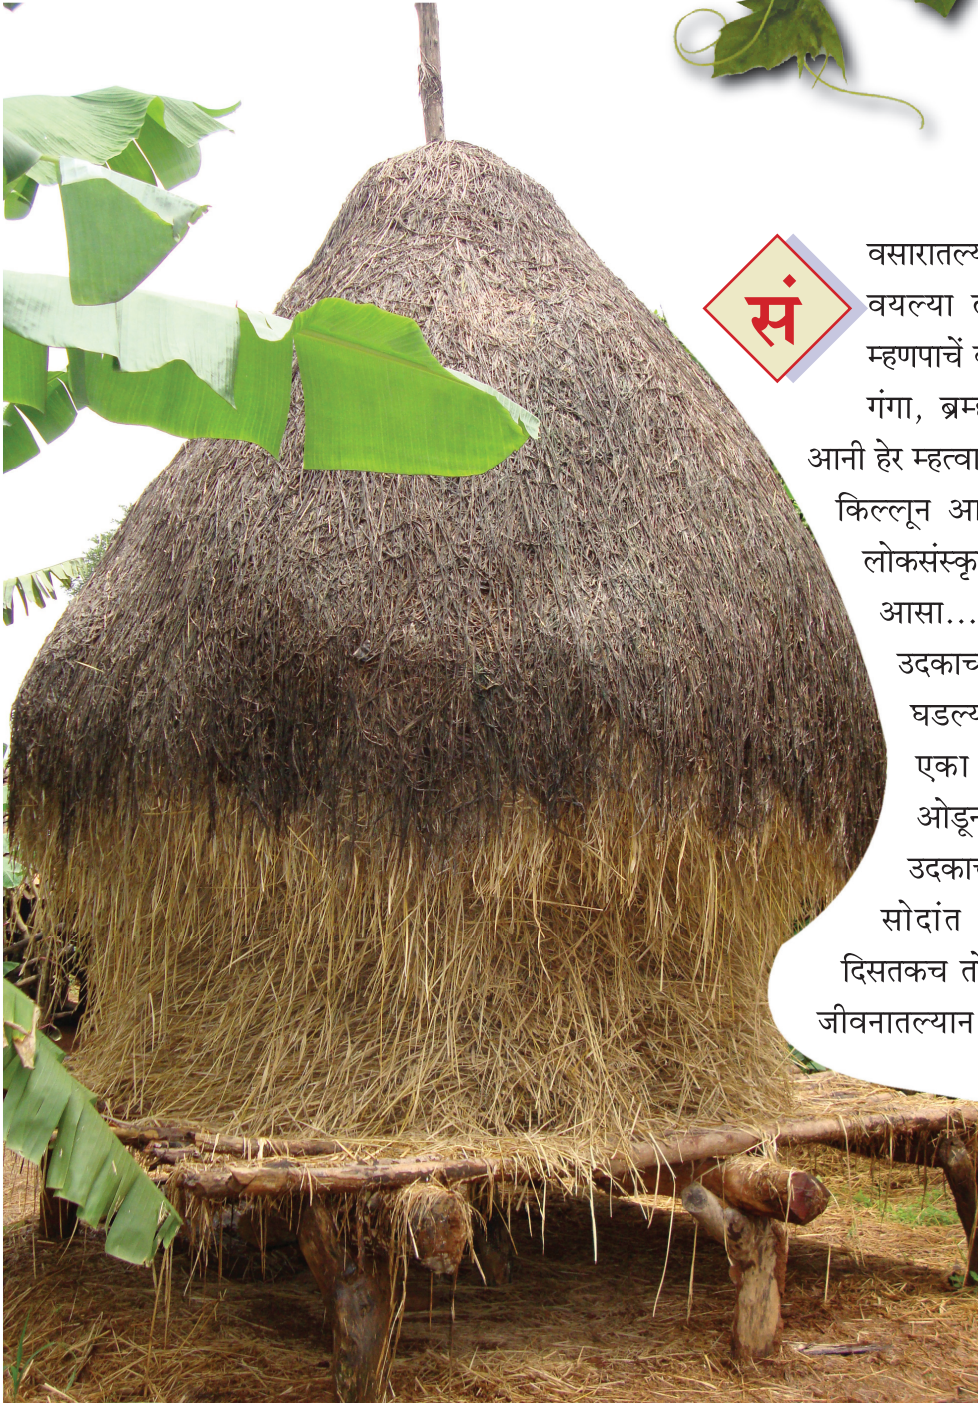 सं
वसारातल्य
वयल्या
म्हणपाचें
गंगा,
आनी हेर म्हत्वा
किल्लून आ
लोकसंस्कृ
आसा...
उदकाच
घडल्य
एका
ओडून
उदकाच
सोदांत
दिसतकच तो
जीवनातल्यान